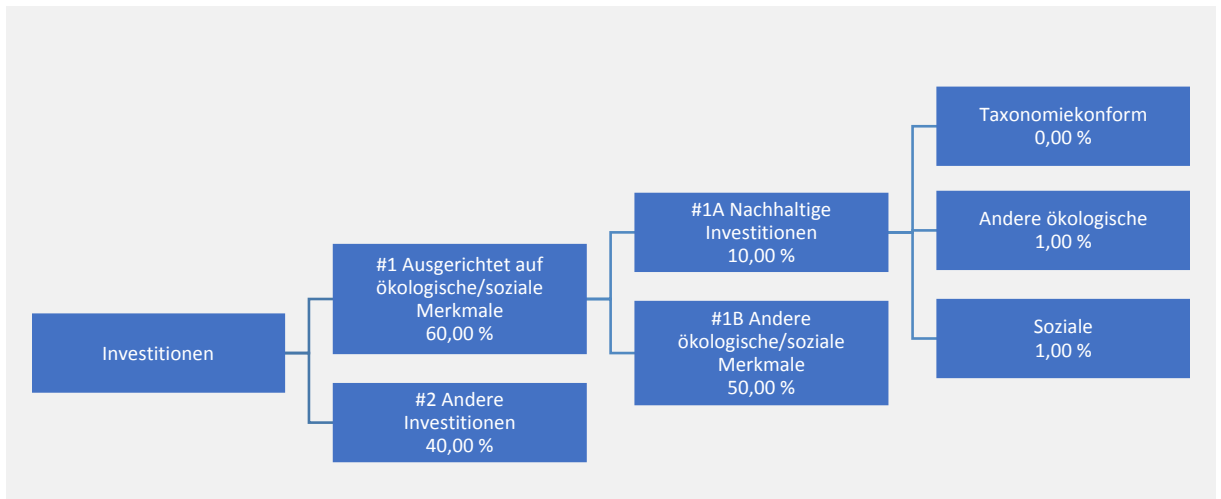 Investitionen
#1 Ausgerichtet auf
ökologische/soziale
Merkmale
60,00 %
#2 Andere
Investitionen
40,00 %
#1A Nachhaltige
Investitionen
10,00 %
#1B Andere
ökologische/soziale
Merkmale
50,00 %
Taxonomiekonform
0,00 %
Andere ökologische
1,00 %
Soziale
1,00 %